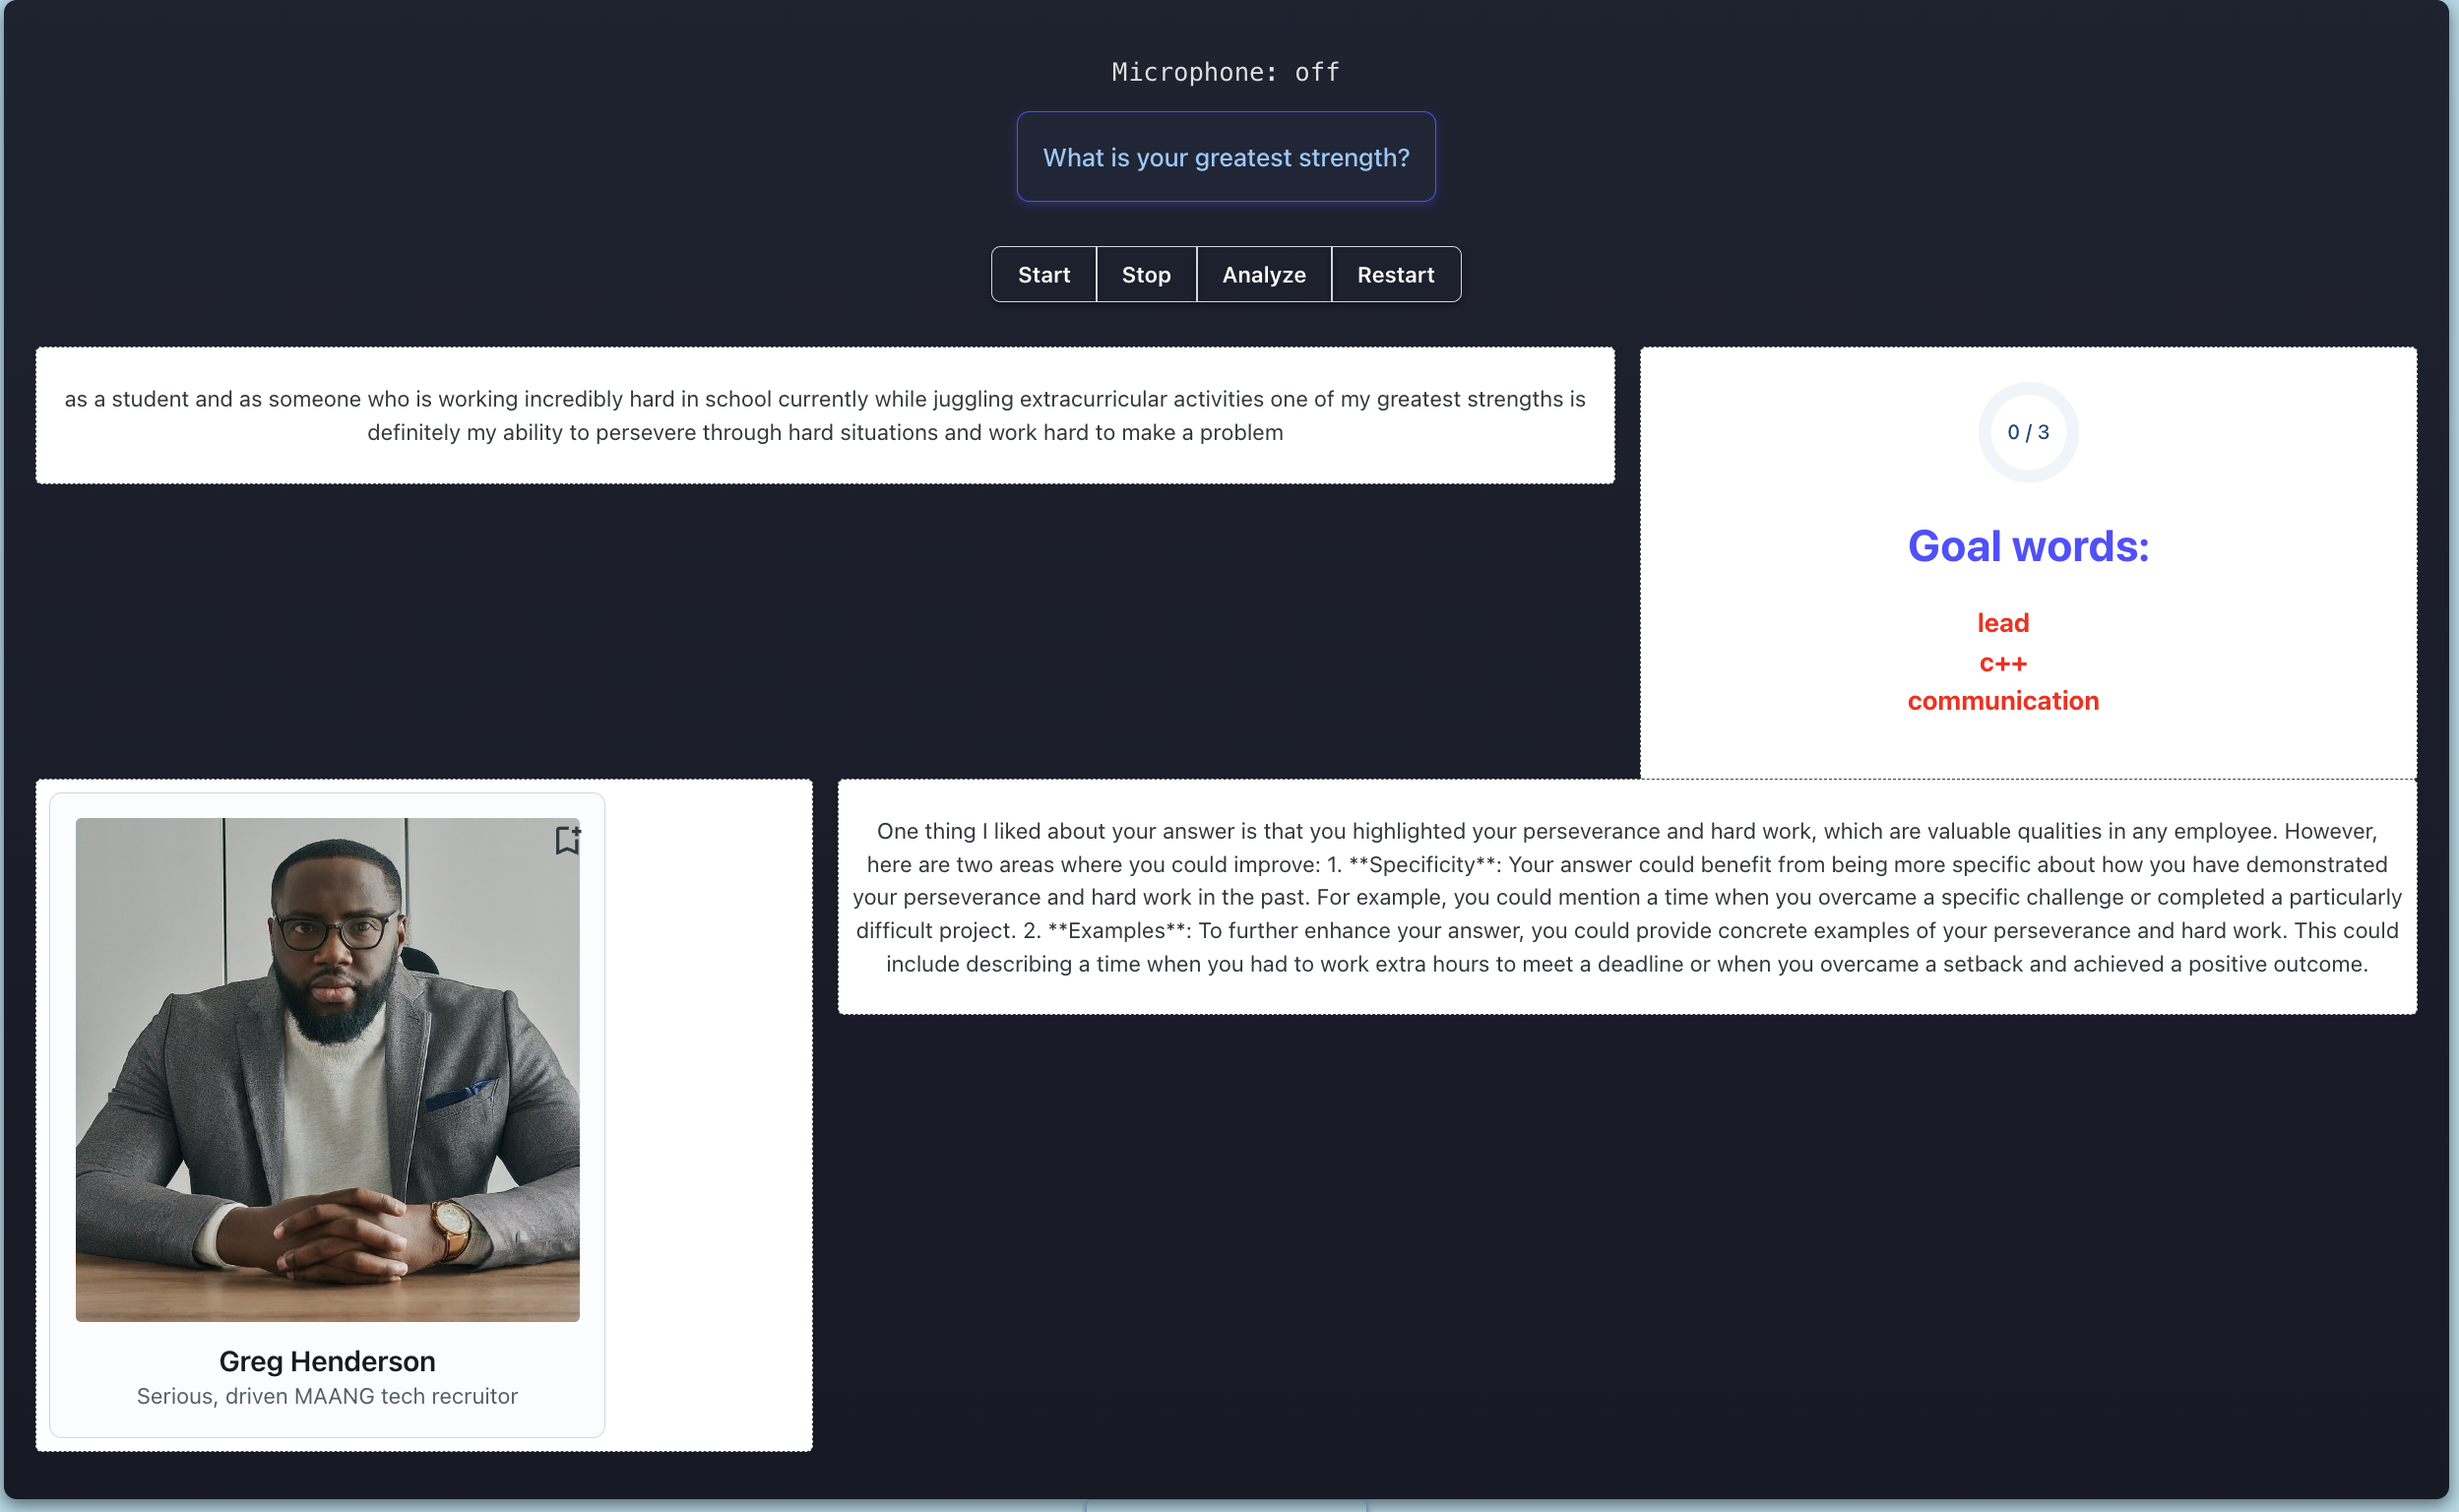 Microphone: off
What is your greatest strength?
Start
Stop
Analyze
Restart
as a student and as someone who is working incredibly hard in school currently while juggling extracurricular activities one of my greatest strengths is
definitely my ability to persevere through hard situations and work hard to make a problem
0 / 3
Goal words:
lead
c++
communication
Greg Henderson
Serious, driven MAANG tech recruitor
One thing I liked about your answer is that you highlighted your perseverance and hard work, which are valuable qualities in any employee. However,
here are two areas where you could improve: 1. **Specificity**: Your answer could benefit from being more specific about how you have demonstrated
your perseverance and hard work in the past. For example, you could mention a time when you overcame a specific challenge or completed a particularly
difficult project. 2. **Examples**: To further enhance your answer, you could provide concrete examples of your perseverance and hard work. This could
include describing a time when you had to work extra hours to meet a deadline or when you overcame a setback and achieved a positive outcome.